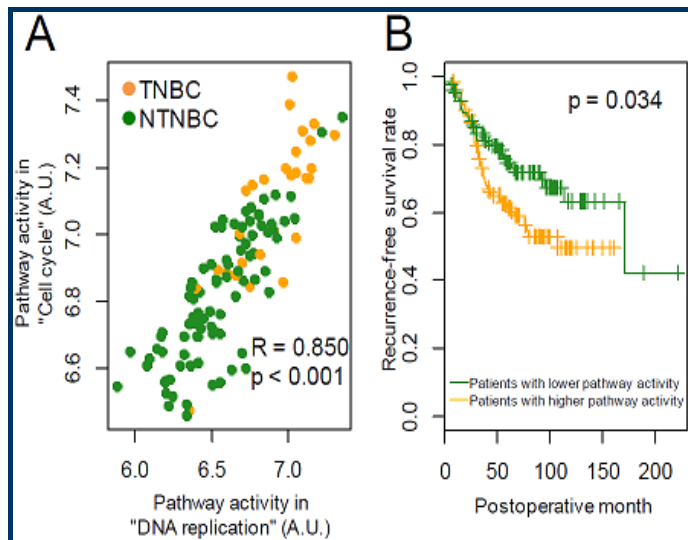 A
TNBC
NTNBC
R = 0.850
p < 0.001
Pathway activity in
"Cell cycle" (A.U.)
7.4
7.2
7.0
6.8
6.6
6.0
6.5
7.0
Pathway activity in
"DNA replication" (A.U.)
B
p = 0.034
Recurrence-free survival rate
1.0
0.8
0.6
0.4
0.2
0.0
Patients with lower pathway activity
Patients with higher pathway activity
0
50
100
150
200
Postoperative month